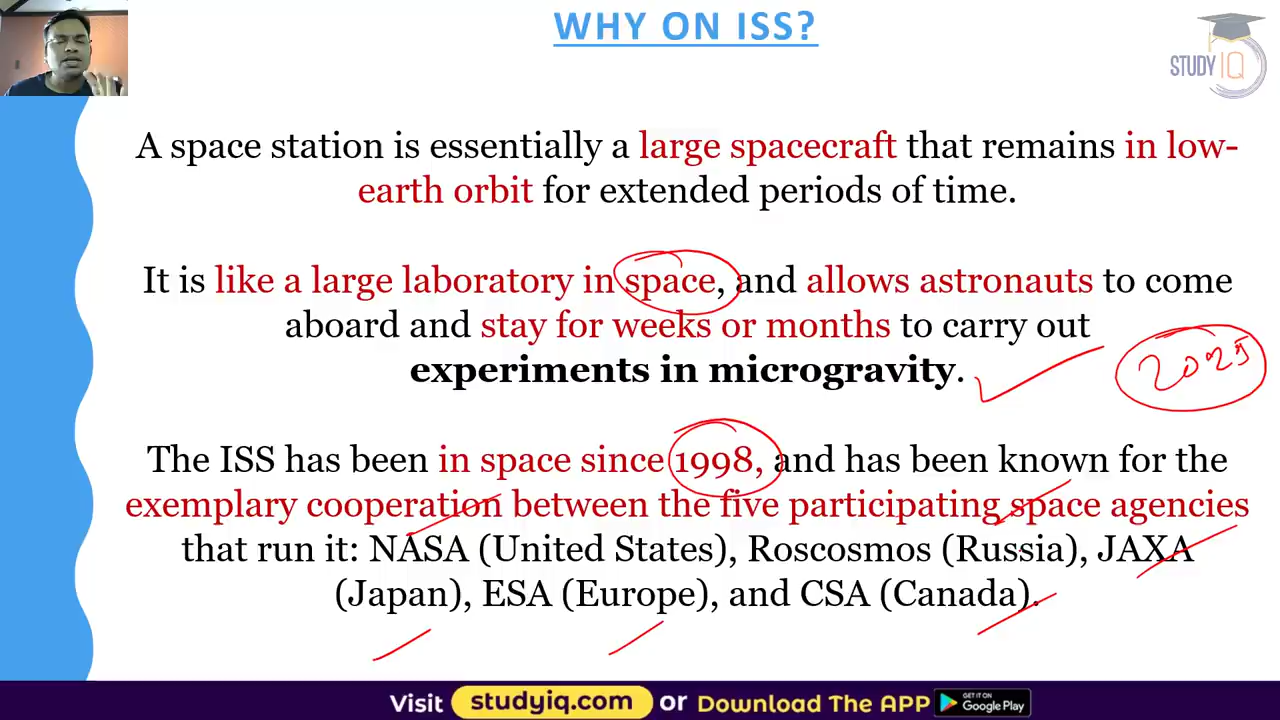 WHY ON ISS?
STUDY IQ
A space station is essentially a large spacecraft that remains in low-
earth orbit for extended periods of time.
It is like a large laboratory in space, and allows astronauts to come
aboard and stay for weeks or months to carry out
experiments in microgravity.
2025
The ISS has been in space since 1998, and has been known for the
exemplary cooperation between the five participating space agencies
that run it: NASA (United States), Roscosmos (Russia), JAXA
(Japan), ESA (Europe), and CSA (Canada).
Visit studyiq.com or Download The APP GET IT ON Google Play